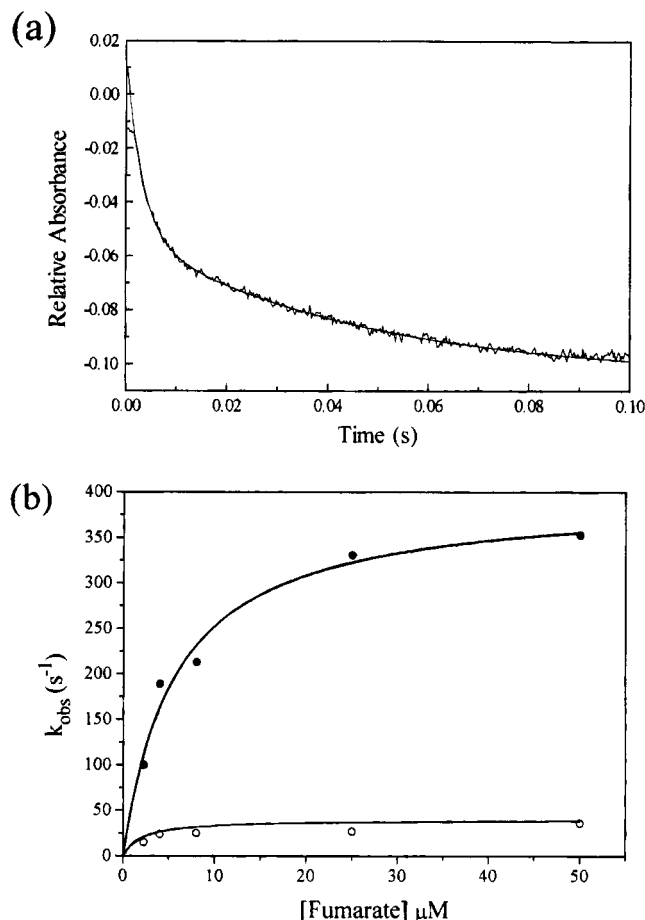 (a)
0.02
0.00
-0.02
-0.04
-0.06
-0.08
-0.10
Relative Absorbance
0.00 0.02 0.04 0.06 0.08 0.10
Time (s)
(b)
400
350
300
250
200
150
100
50
0
k_obs (s⁻¹)
0 10 20 30 40 50
[Fumarate] μM